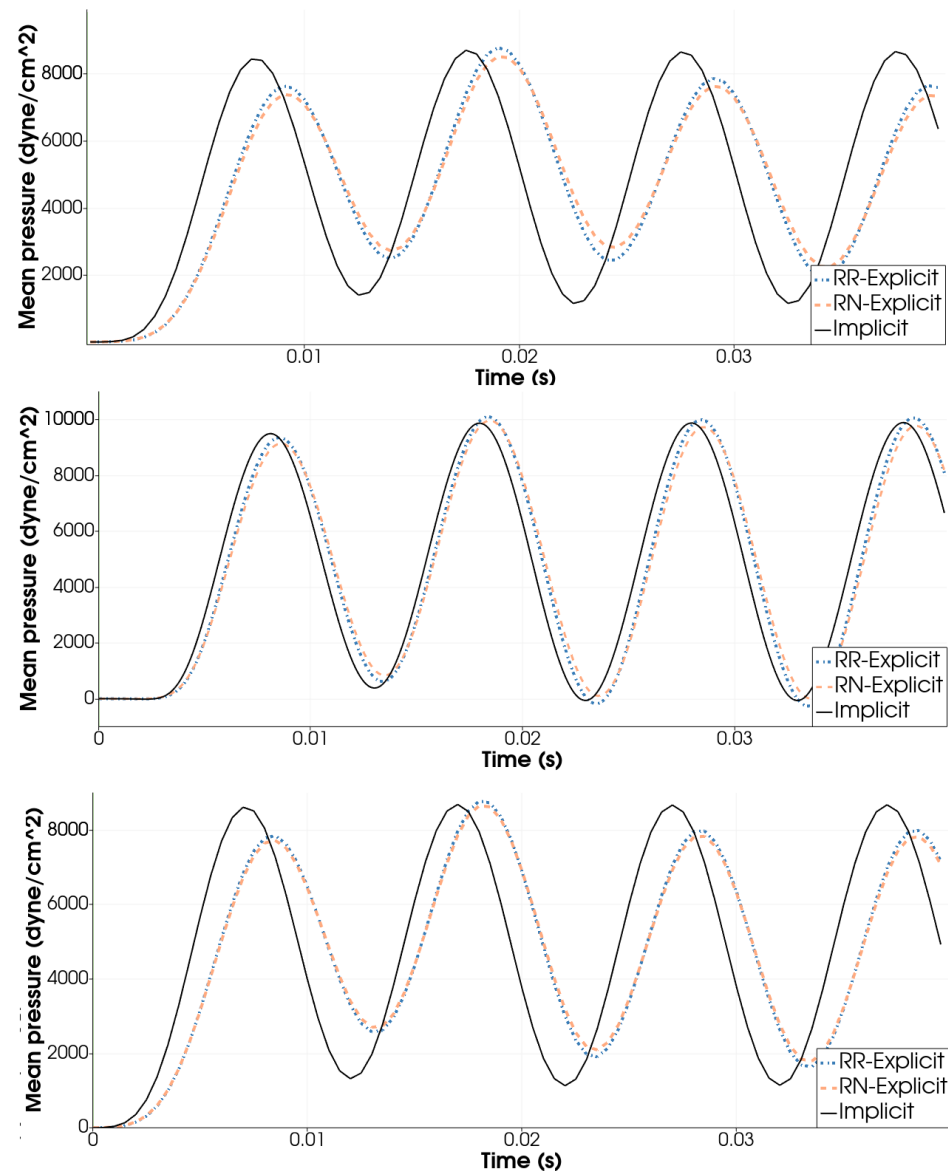 Mean pressure (dyne/cm^2)
8000
6000
4000
2000
0.01
0.02
0.03
Time (s)
RR-Explicit
RN-Explicit
Implicit
Mean pressure (dyne/cm^2)
10000
8000
6000
4000
2000
0
0
0.01
0.02
0.03
Time (s)
RR-Explicit
RN-Explicit
Implicit
Mean pressure (dyne/cm^2)
8000
6000
4000
2000
0
0
0.01
0.02
0.03
Time (s)
RR-Explicit
RN-Explicit
Implicit